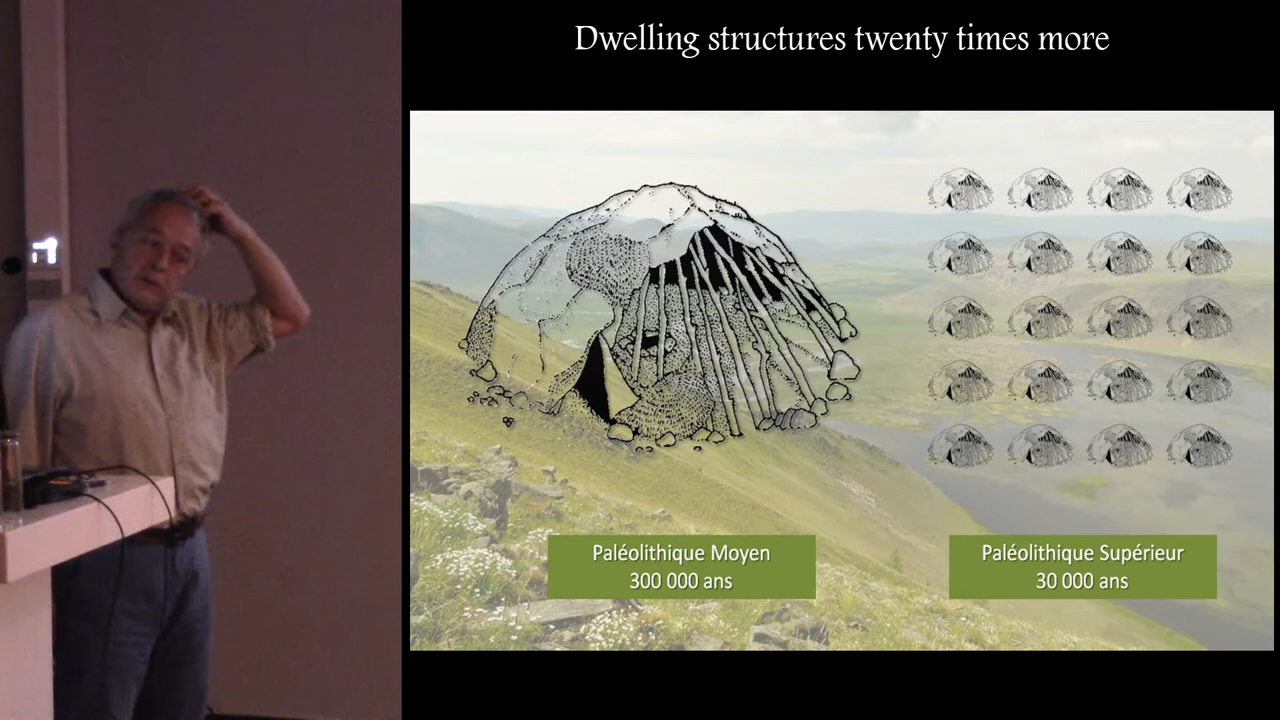 Dwelling structures twenty times more
Paléolithique Moyen
300 000 ans
Paléolithique Supérieur
30 000 ans